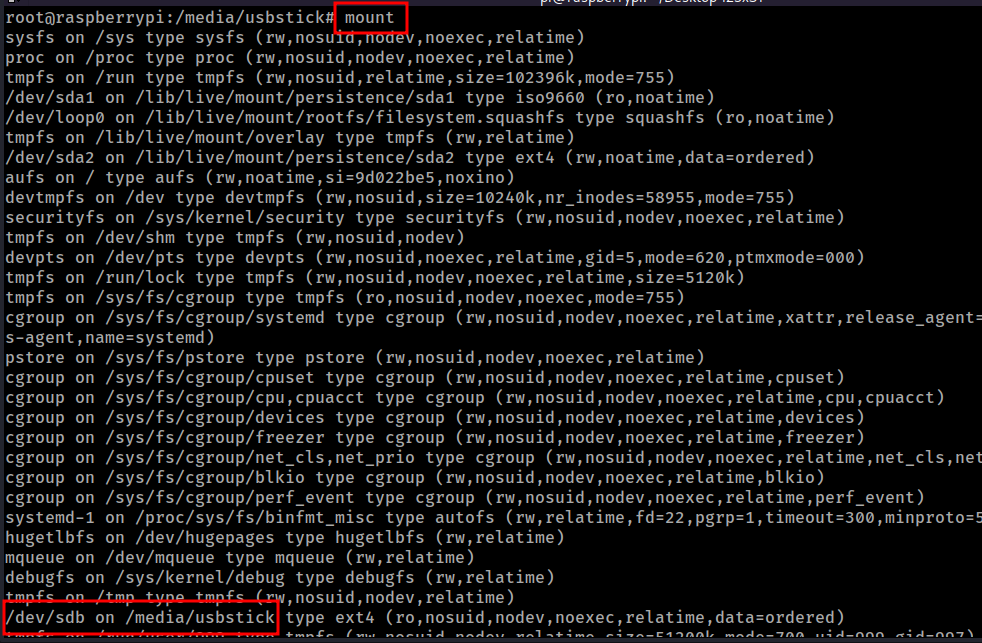 root@raspberrypi:/media/usbstick# mount
sysfs on /sys type sysfs (rw,nosuid,nodev,noexec,relatime)
proc on /proc type proc (rw,nosuid,nodev,noexec,relatime)
tmpfs on /run type tmpfs (rw,nosuid,relatime,size=102396k,mode=755)
/dev/sda1 on /lib/live/mount/persistence/sda1 type iso9660 (ro,noatime)
/dev/loop0 on /lib/live/mount/rootfs/filesystem.squashfs type squashfs (ro,noatime)
tmpfs on /lib/live/mount/overlay type tmpfs (rw,relatime)
/dev/sda2 on /lib/live/mount/persistence/sda2 type ext4 (rw,noatime,data=ordered)
aufs on / type aufs (rw,noatime,si=9d022be5,noxino)
devtmpfs on /dev type devtmpfs (rw,nosuid,size=10240k,nr_inodes=58955,mode=755)
securityfs on /sys/kernel/security type securityfs (rw,nosuid,nodev,noexec,relatime)
tmpfs on /dev/shm type tmpfs (rw,nosuid,nodev)
devpts on /dev/pts type devpts (rw,nosuid,noexec,relatime,gid=5,mode=620,ptmxmode=000)
tmpfs on /run/lock type tmpfs (rw,nosuid,nodev,noexec,relatime,size=5120k)
tmpfs on /sys/fs/cgroup type tmpfs (ro,nosuid,nodev,noexec,mode=755)
cgroup on /sys/fs/cgroup/systemd type cgroup (rw,nosuid,nodev,noexec,relatime,xattr,release_agent=
s-agent,name=systemd)
pstore on /sys/fs/pstore type pstore (rw,nosuid,nodev,noexec,relatime)
cgroup on /sys/fs/cgroup/cpuset type cgroup (rw,nosuid,nodev,noexec,relatime,cpuset)
cgroup on /sys/fs/cgroup/cpu,cpuacct type cgroup (rw,nosuid,nodev,noexec,relatime,cpu,cpuacct)
cgroup on /sys/fs/cgroup/devices type cgroup (rw,nosuid,nodev,noexec,relatime,devices)
cgroup on /sys/fs/cgroup/freezer type cgroup (rw,nosuid,nodev,noexec,relatime,freezer)
cgroup on /sys/fs/cgroup/net_cls,net_prio type cgroup (rw,nosuid,nodev,noexec,relatime,net_cls,net
cgroup on /sys/fs/cgroup/blkio type cgroup (rw,nosuid,nodev,noexec,relatime,blkio)
cgroup on /sys/fs/cgroup/perf_event type cgroup (rw,nosuid,nodev,noexec,relatime,perf_event)
systemd-1 on /proc/sys/fs/binfmt_misc type autofs (rw,relatime,fd=22,pgrp=1,timeout=300,minproto=5
hugetlbfs on /dev/hugepages type hugetlbfs (rw,relatime)
mqueue on /dev/mqueue type mqueue (rw,relatime)
debugfs on /sys/kernel/debug type debugfs (rw,relatime)
tmpfs on /tmp type tmpfs (rw,nosuid,nodev,relatime)
/dev/sdb on /media/usbstick type ext4 (ro,nosuid,nodev,noexec,relatime,data=ordered)